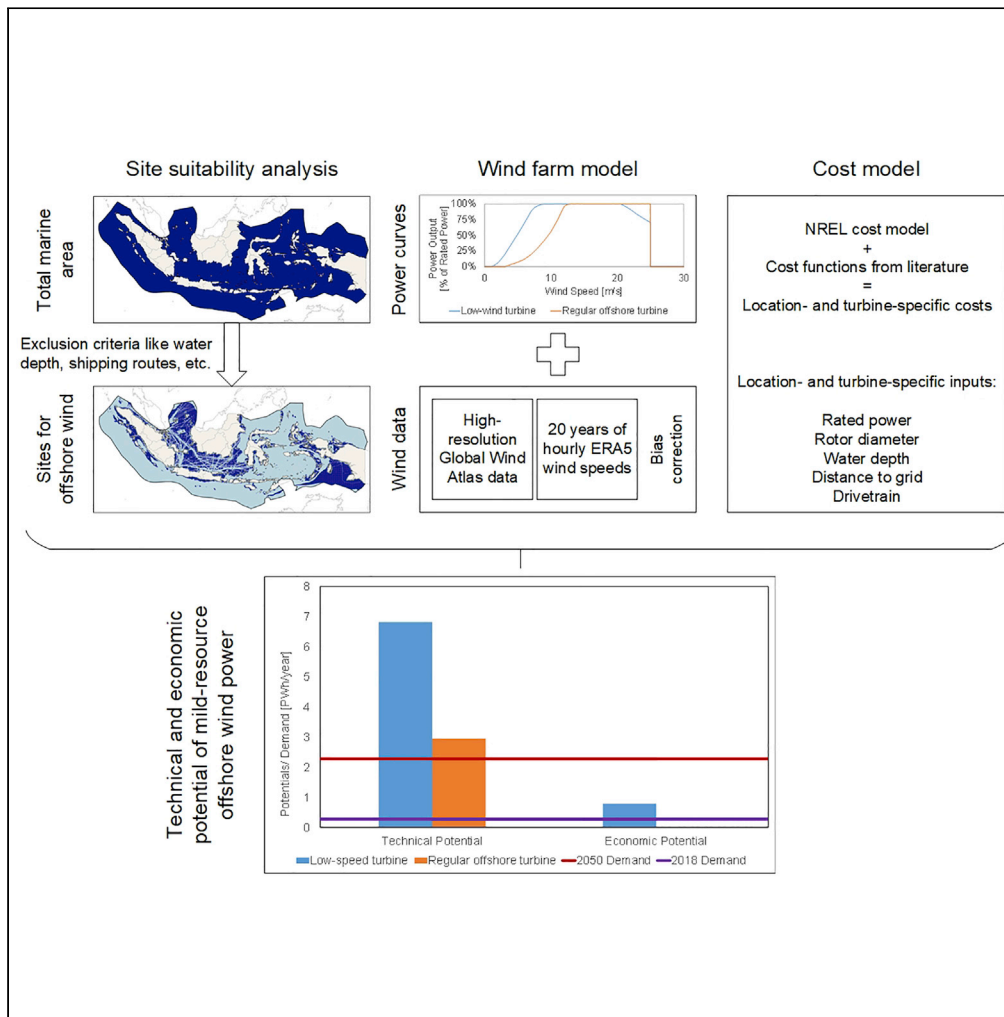 Site suitability analysis
Total marine
area
Exclusion criteria like water
depth, shipping routes, etc.
Sites for
offshore wind
Wind farm model
Power curves
Power Output
[% of Rated Power]
100%
75%
50%
25%
0%
0
10
20
30
Wind Speed [m/s]
Low-wind turbine
Regular offshore turbine
Wind data
High-
resolution
Global Wind
Atlas data
20 years of
hourly ERA5
wind speeds
Bias
correction
Cost model
NREL cost model
+
Cost functions from literature
=
Location- and turbine-specific costs
Location- and turbine-specific inputs:
Rated power
Rotor diameter
Water depth
Distance to grid
Drivetrain
Technical and economic
potential of mild-resource
offshore wind power
Potentials/ Demand [PWh/year]
8
7
6
5
4
3
2
1
0
Technical Potential
Economic Potential
Low-speed turbine
Regular offshore turbine
2050 Demand
2018 Demand